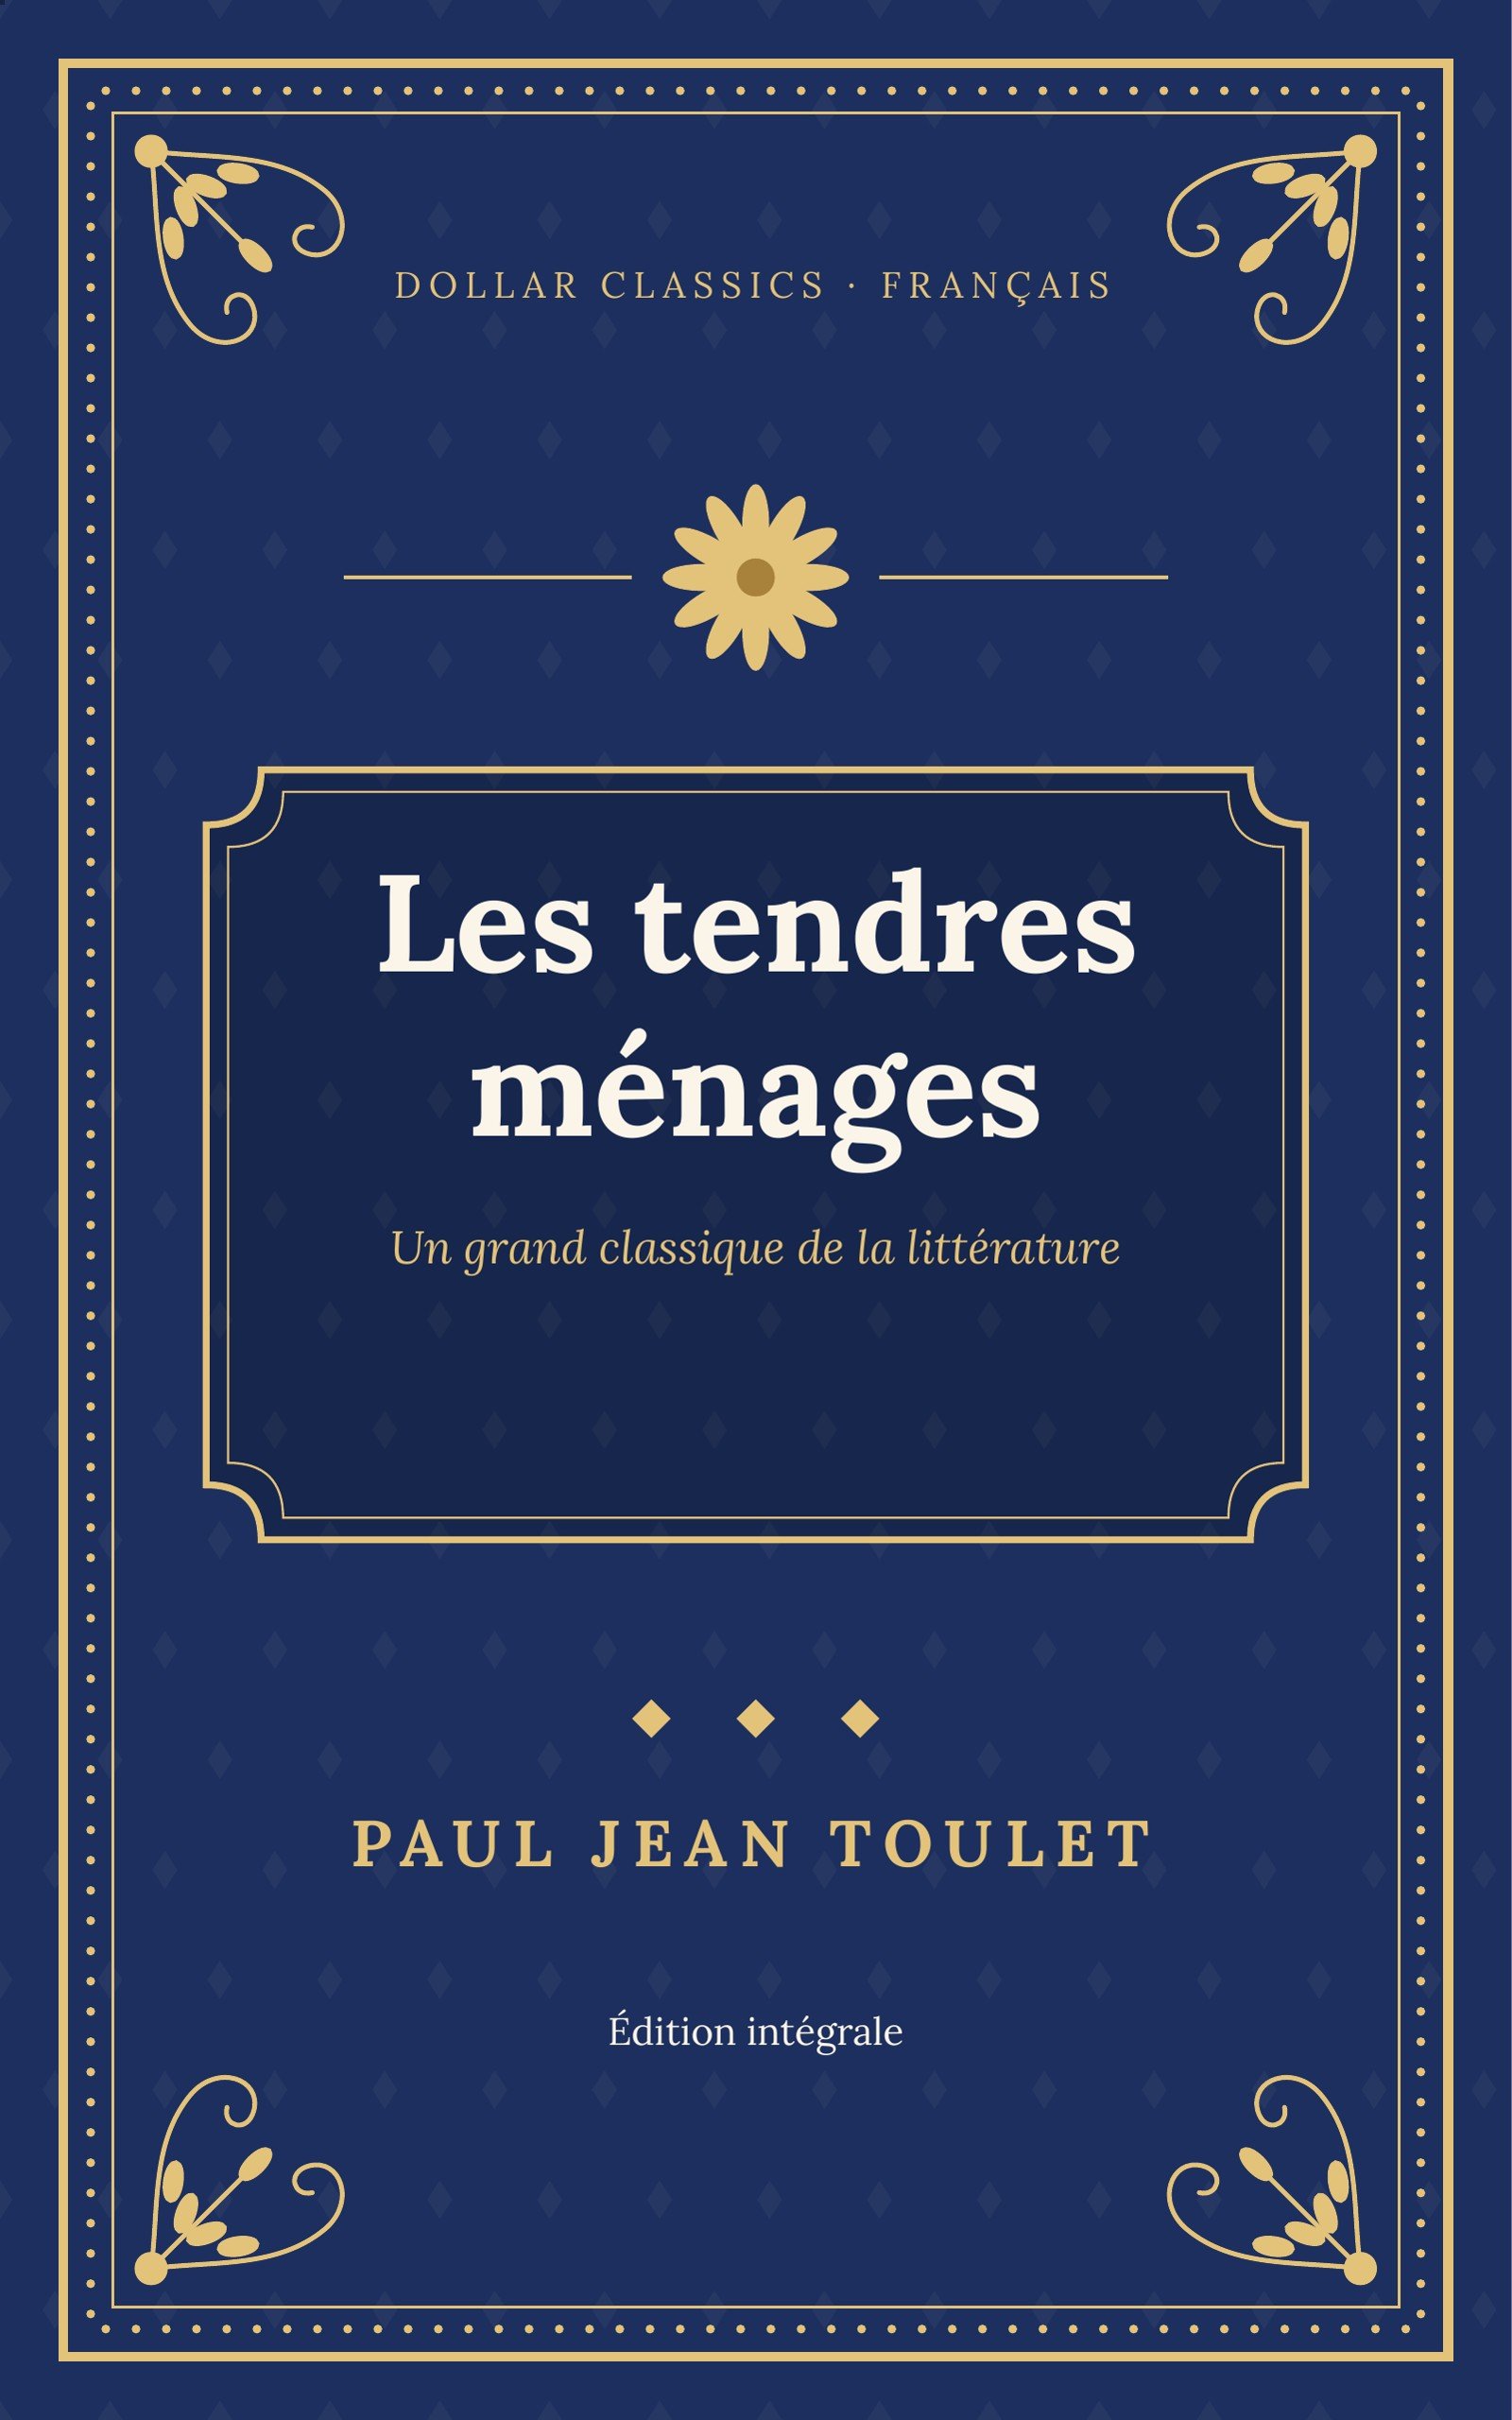 DOLLAR CLASSICS · FRANÇAIS
Les tendres
ménages
Un grand classique de la littérature
PAUL JEAN TOULET
Édition intégrale